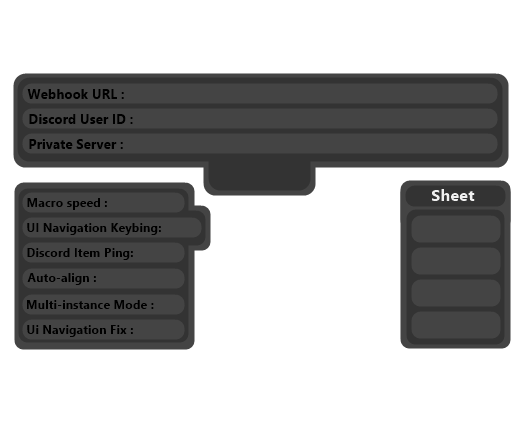 Webhook URL :
Discord User ID :
Private Server :
Macro speed :
UI Navigation Keybing:
Discord Item Ping:
Auto-align :
Multi-instance Mode :
Ui Navigation Fix :
Sheet